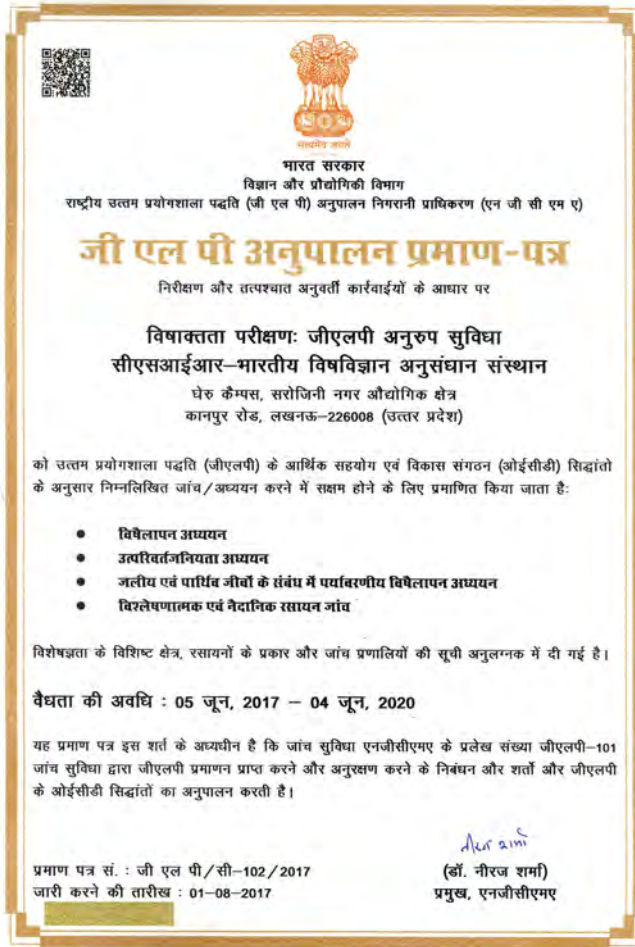 सत्यमेव जयते
भारत सरकार
विज्ञान और प्रौद्योगिकी विभाग
राष्ट्रीय उत्तम प्रयोगशाला पद्धति (जी एल पी) अनुपालन निगरानी प्राधिकरण (एन जी सी एम ए)
जी एल पी अनुपालन प्रमाण-पत्र
निरीक्षण और तत्पश्चात अनुवर्ती कार्रवाईयों के आधार पर
विषाक्तता परीक्षणः जीएलपी अनुरुप सुविधा
सीएसआईआर–भारतीय विषविज्ञान अनुसंधान संस्थान
घेरु कैम्पस, सरोजिनी नगर औद्योगिक क्षेत्र
कानपुर रोड, लखनऊ–226008 (उत्तर प्रदेश)
को उत्तम प्रयोगशाला पद्धति (जीएलपी) के आर्थिक सहयोग एवं विकास संगठन (ओईसीडी) सिद्धांतो
के अनुसार निम्नलिखित जांच/अध्ययन करने में सक्षम होने के लिए प्रमाणित किया जाता हैः
• विषैलापन अध्ययन
• उत्परिवर्तजनियता अध्ययन
• जलीय एवं पार्थिव जीवों के संबंध में पर्यावरणीय विषैलापन अध्ययन
• विश्लेषणात्मक एवं नैदानिक रसायन जांच
विशेषज्ञता के विशिष्ट क्षेत्र, रसायनों के प्रकार और जांच प्रणालियों की सूची अनुलग्नक में दी गई है।
वैधता की अवधि : 05 जून, 2017 – 04 जून, 2020
यह प्रमाण पत्र इस शर्त के अध्यधीन है कि जांच सुविधा एनजीसीएमए के प्रलेख संख्या जीएलपी–101
जांच सुविधा द्वारा जीएलपी प्रमाणन प्राप्त करने और अनुरक्षण करने के निबंधन और शर्तो और जीएलपी
के ओईसीडी सिद्धांतों का अनुपालन करती है।
नीरज शर्मा
प्रमाण पत्र सं. : जी एल पी/सी–102/2017
(डॉ. नीरज शर्मा)
जारी करने की तारीख : 01–08–2017
प्रमुख, एनजीसीएमए